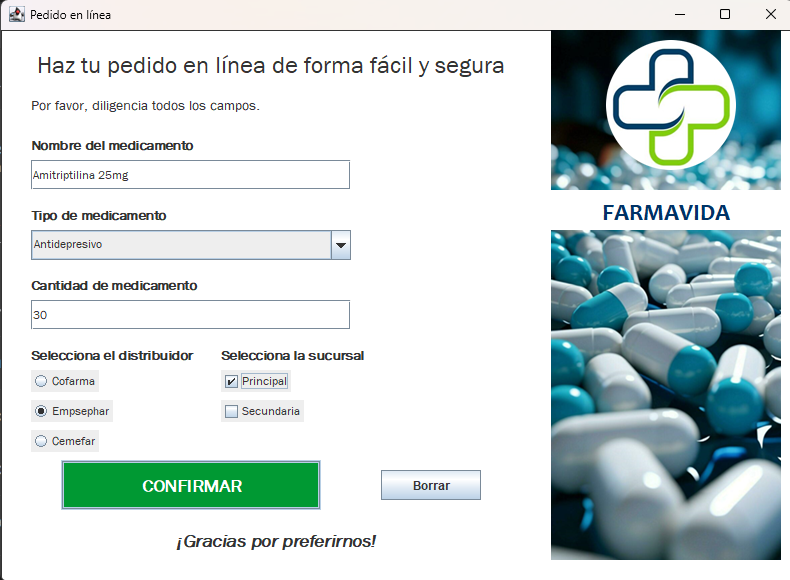 Pedido en línea
Haz tu pedido en línea de forma fácil y segura
Por favor, diligencia todos los campos.
Nombre del medicamento
Amitriptilina 25mg
Tipo de medicamento
Antidepresivo
Cantidad de medicamento
30
Selecciona el distribuidor
Cofarma
Empsephar
Cemefar
Selecciona la sucursal
Principal
Secundaria
CONFIRMAR
Borrar
¡Gracias por preferirnos!
FARMAVIDA